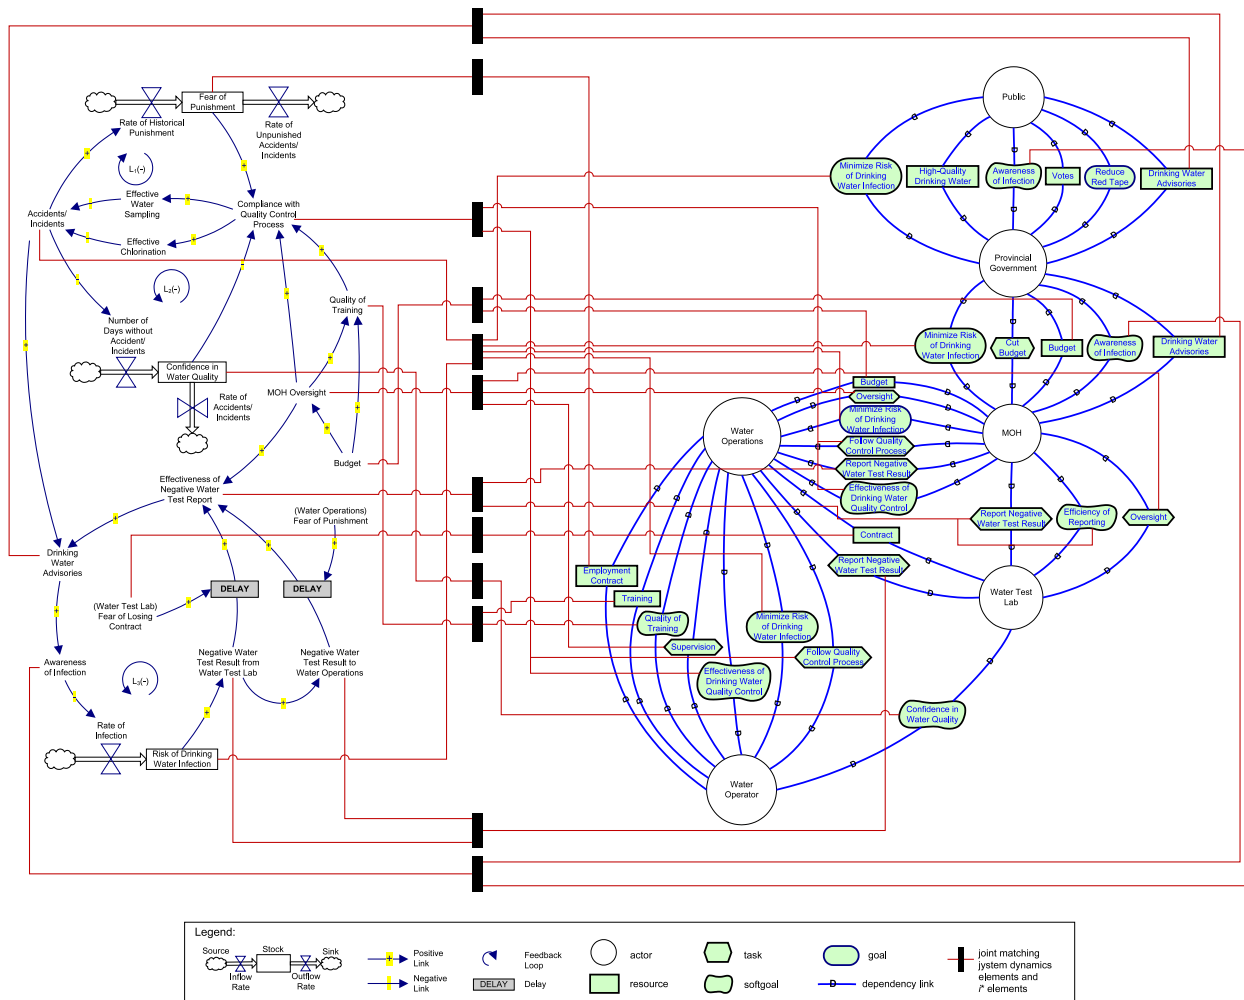 Fear of
Punishment
Rate of Historical
Punishment
Rate of
Unpunished
Accidents/
Incidents
+
L₁(-)
+
Effective
Water
Sampling
-
+
Accidents/
Incidents
Compliance with
Quality Control
Process
Effective
Chlorination
-
+
+
-
-
+
L₂(-)
Quality of
Training
Number of
Days without
Accident/
Incidents
+
+
+
Confidence in
Water Quality
Rate of
Accidents/
Incidents
MOH Oversight
+
+
Budget
Effectiveness of
Negative Water
Test Report
(Water Operations)
Fear of Punishment
+
+
+
+
Drinking
Water
Advisories
DELAY
DELAY
(Water Test Lab)
Fear of Losing
Contract
+
+
Awareness
of Infection
L₃(-)
-
Negative Water
Test Result from
Water Test Lab
Negative Water
Test Result to
Water Operations
+
+
Rate of
Infection
Risk of Drinking
Water Infection
Public
Minimize Risk
of Drinking
Water Infection
High-Quality
Drinking Water
Awareness
of Infection
Votes
Reduce
Red Tape
Drinking Water
Advisories
D D D D D D
D D D D D D
Provincial
Government
Minimize Risk
of Drinking
Water Infection
Cut
Budget
Budget
Awareness
of Infection
Drinking Water
Advisories
D D D D D
D D D D D
Water
Operations
MOH
Budget
Oversight
Minimize Risk
of Drinking
Water Infection
Follow Quality
Control Process
Report Negative
Water Test Result
Effectiveness of
Drinking Water
Quality Control
Report Negative
Water Test Result
Efficiency of
Reporting
Oversight
Contract
Report Negative
Water Test Result
Water Test
Lab
Employment
Contract
Training
Quality of
Training
Supervision
Effectiveness of
Drinking Water
Quality Control
Minimize Risk
of Drinking
Water Infection
Follow Quality
Control Process
Confidence in
Water Quality
Water
Operator
Legend:
Source
Stock
Sink
Inflow
Rate
Outflow
Rate
+
Positive
Link
Negative
Link
Feedback
Loop
DELAY
Delay
actor
resource
task
softgoal
goal
D
dependency link
joint matching
jystem dynamics
elements and
i* elements